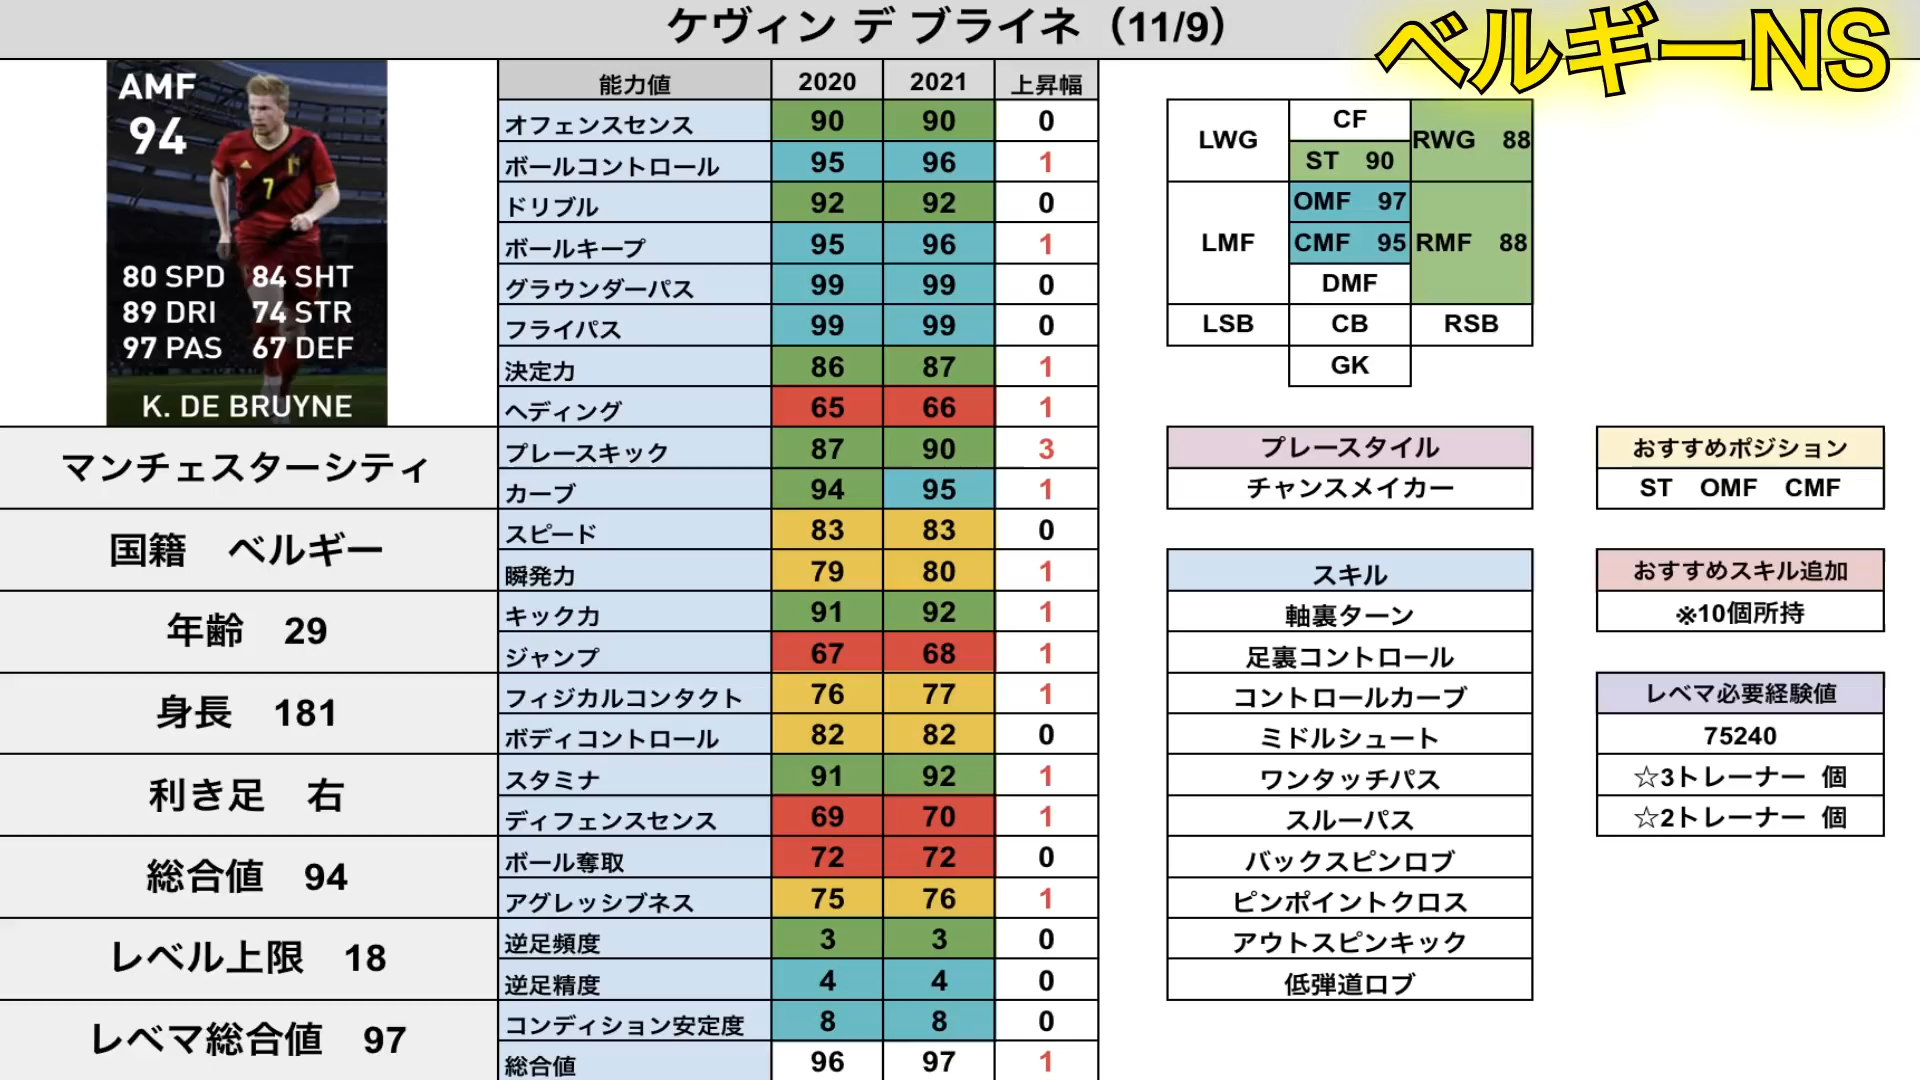 ケヴィン デ ブライネ（11/9）
ベルギーNS
AMF
94
80 SPD 84 SHT
89 DRI 74 STR
97 PAS 67 DEF
K. DE BRUYNE
7
マンチェスターシティ
国籍 ベルギー
年齢 29
身長 181
利き足 右
総合値 94
レベル上限 18
レベマ総合値 97
能力値 2020 2021 上昇幅
オフェンスセンス 90 90 0
ボールコントロール 95 96 1
ドリブル 92 92 0
ボールキープ 95 96 1
グラウンダーパス 99 99 0
フライパス 99 99 0
決定力 86 87 1
ヘディング 65 66 1
プレースキック 87 90 3
カーブ 94 95 1
スピード 83 83 0
瞬発力 79 80 1
キック力 91 92 1
ジャンプ 67 68 1
フィジカルコンタクト 76 77 1
ボディコントロール 82 82 0
スタミナ 91 92 1
ディフェンスセンス 69 70 1
ボール奪取 72 72 0
アグレッシブネス 75 76 1
逆足頻度 3 3 0
逆足精度 4 4 0
コンディション安定度 8 8 0
総合値 96 97 1
LWG CF RWG 88
ST 90
OMF 97
LMF CMF 95 RMF 88
DMF
LSB CB RSB
GK
プレースタイル
チャンスメイカー
スキル
軸裏ターン
足裏コントロール
コントロールカーブ
ミドルシュート
ワンタッチパス
スルーパス
バックスピンロブ
ピンポイントクロス
アウトスピンキック
低弾道ロブ
おすすめポジション
ST OMF CMF
おすすめスキル追加
※10個所持
レベマ必要経験値
75240
☆3トレーナー 個
☆2トレーナー 個